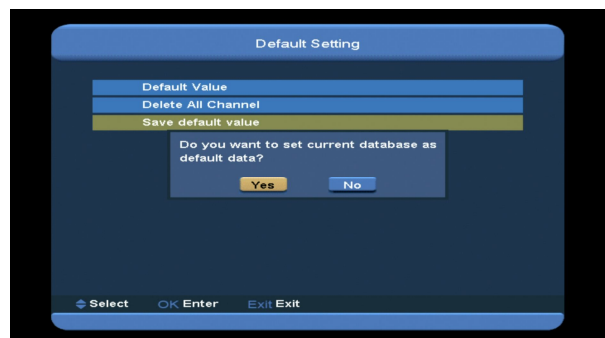 Default Setting
Default Value
Delete All Channel
Save default value
Do you want to set current database as
default data?
Yes No
Select OK Enter Exit Exit